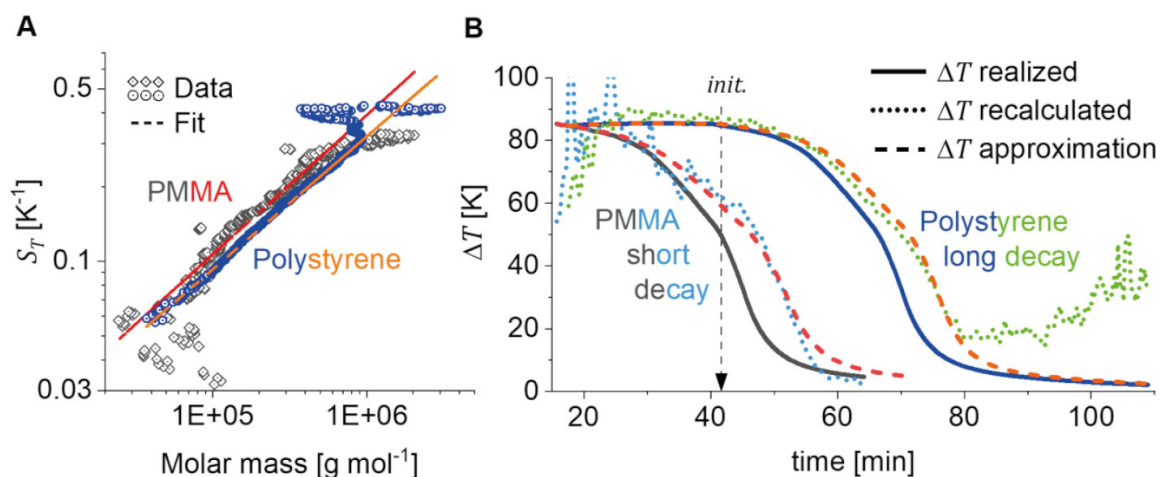 A
S_T [K⁻¹]
0.5
0.1
0.03
Data
Fit
PMMA
Polystyrene
1E+05
1E+06
Molar mass [g mol⁻¹]
B
ΔT [K]
100
80
60
40
20
0
init.
ΔT realized
ΔT recalculated
ΔT approximation
PMMA
short
decay
Polystyrene
long decay
20
40
60
80
100
time [min]